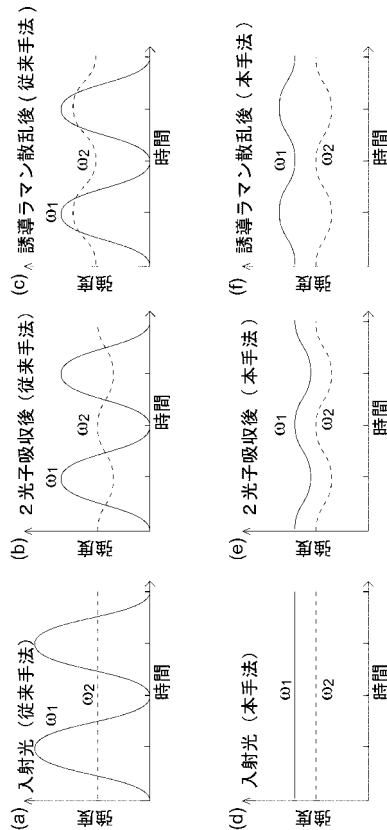 (a) 入射光 (従来手法)
ω1
ω2
強度
時間
(b) 2光子吸収後 (従来手法)
ω1
ω2
強度
時間
(c) 誘導ラマン散乱後 (従来手法)
ω1
ω2
強度
時間
(d) 入射光 (本手法)
ω1
ω2
強度
時間
(e) 2光子吸収後 (本手法)
ω1
ω2
強度
時間
(f) 誘導ラマン散乱後 (本手法)
ω1
ω2
強度
時間